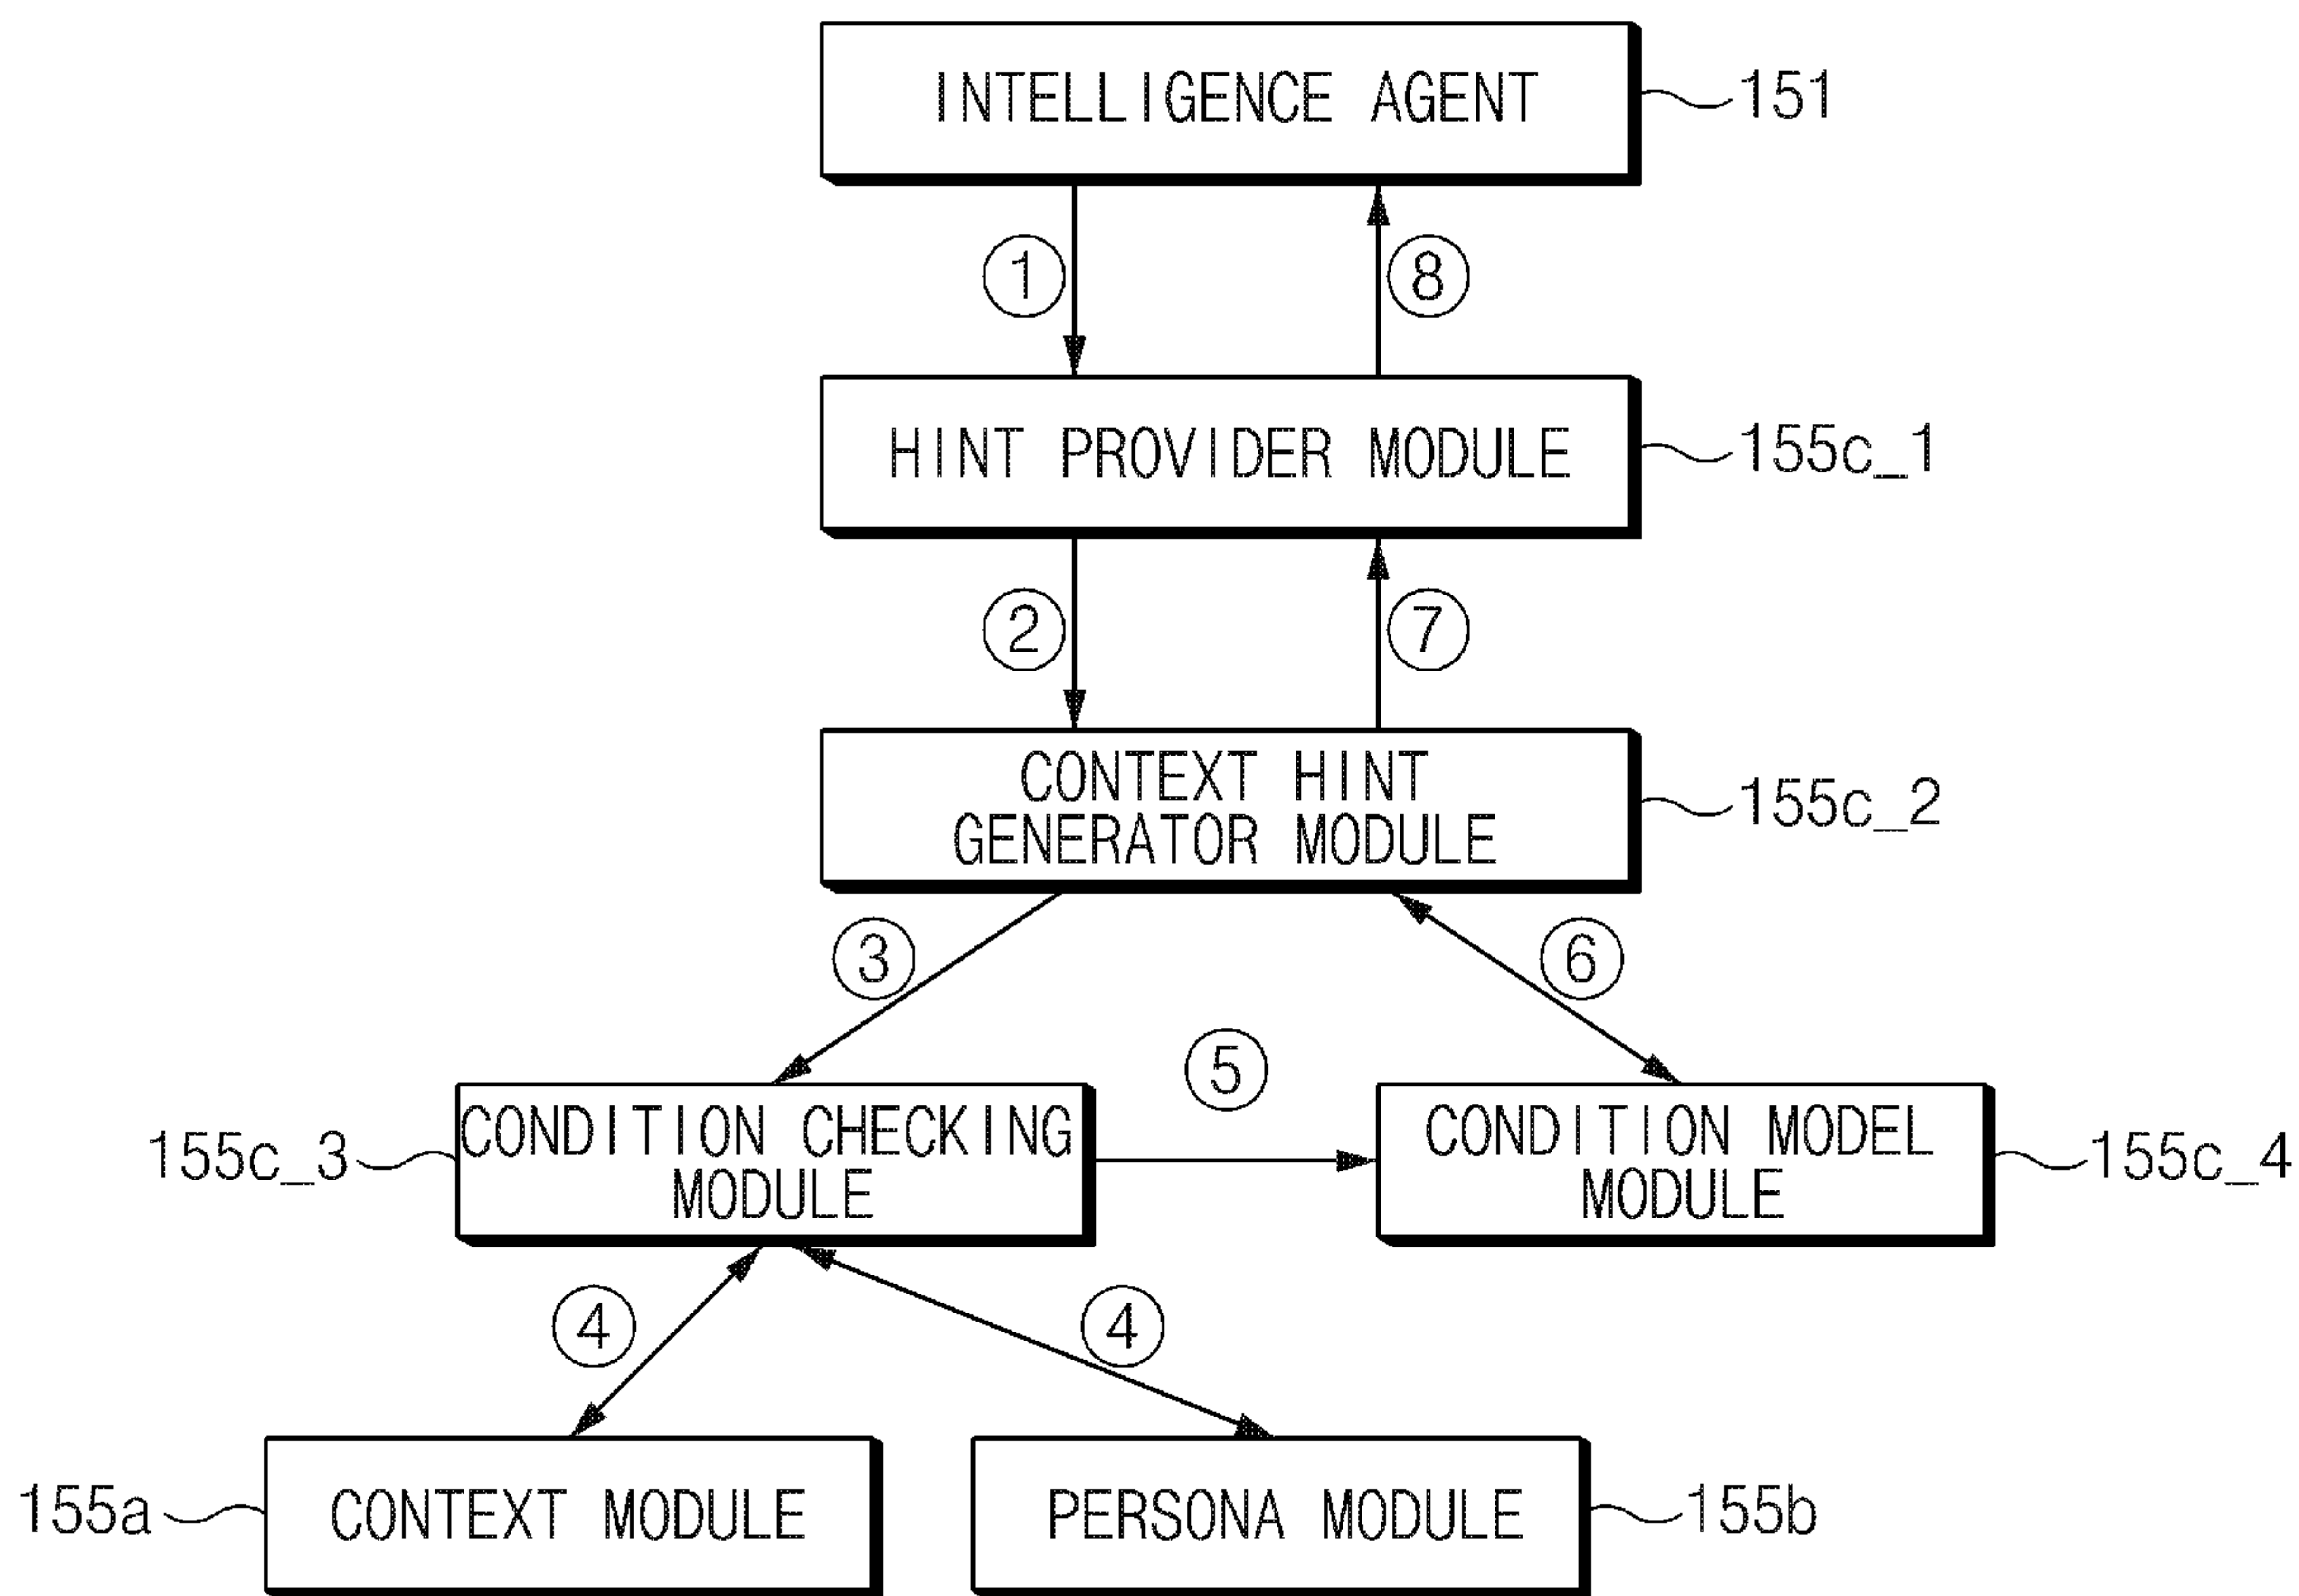 INTELLIGENCE AGENT
151
① ⑧
HINT PROVIDER MODULE
155c_1
② ⑦
CONTEXT HINT
GENERATOR MODULE
155c_2
③ ⑥
⑤
CONDITION CHECKING
MODULE
155c_3
CONDITION MODEL
MODULE
155c_4
④ ④
155a
CONTEXT MODULE
PERSONA MODULE
155b